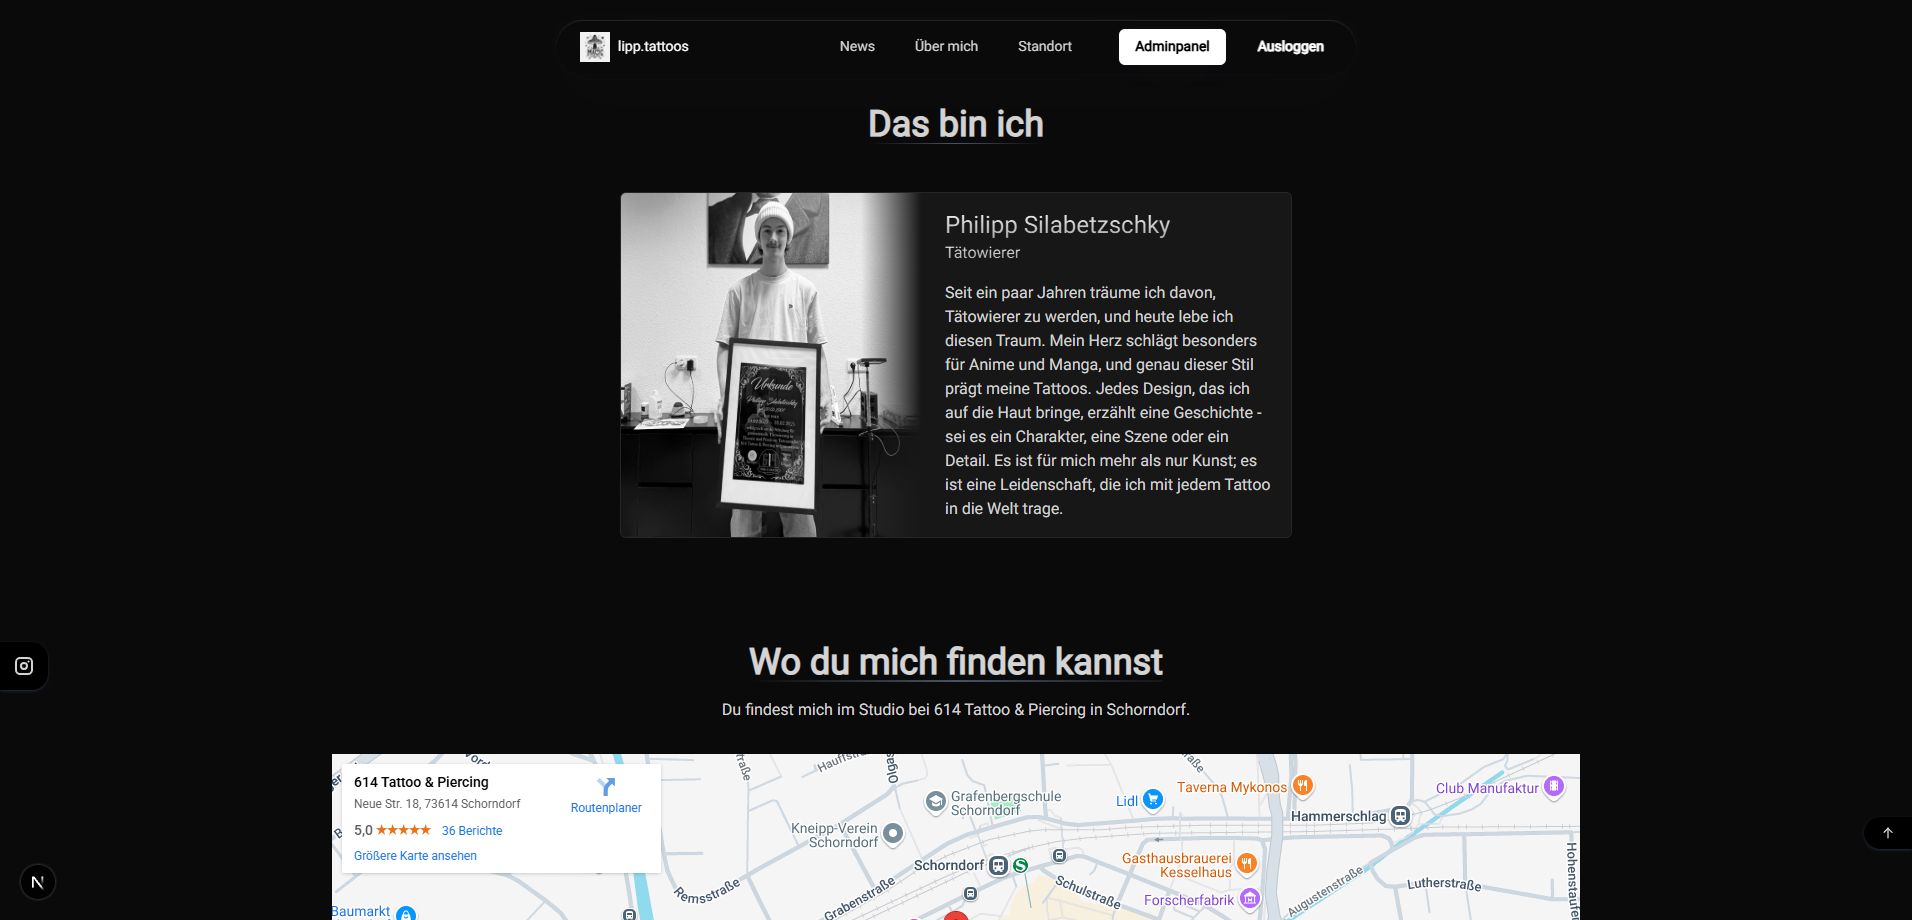 lipp.tattoos
News
Über mich
Standort
Adminpanel
Ausloggen
Das bin ich
Urkunde
Philipp Silabetzschky
Tätowierer
Seit ein paar Jahren träume ich davon,
Tätowierer zu werden, und heute lebe ich
diesen Traum. Mein Herz schlägt besonders
für Anime und Manga, und genau dieser Stil
prägt meine Tattoos. Jedes Design, das ich
auf die Haut bringe, erzählt eine Geschichte -
sei es ein Charakter, eine Szene oder ein
Detail. Es ist für mich mehr als nur Kunst; es
ist eine Leidenschaft, die ich mit jedem Tattoo
in die Welt trage.
Wo du mich finden kannst
Du findest mich im Studio bei 614 Tattoo & Piercing in Schorndorf.
614 Tattoo & Piercing
Neue Str. 18, 73614 Schorndorf
5,0
36 Berichte
Größere Karte ansehen
Routenplaner
Grafenbergschule
Schorndorf
Kneipp-Verein
Schorndorf
Lidl
Taverna Mykonos
Club Manufaktur
Hammerschlag
Schorndorf
S
Gasthausbrauerei
Kesselhaus
Forscherfabrik
Remsstraße
Grabenstraße
Schulstraße
Augustenstraße
Lutherstraße
Baumarkt
N